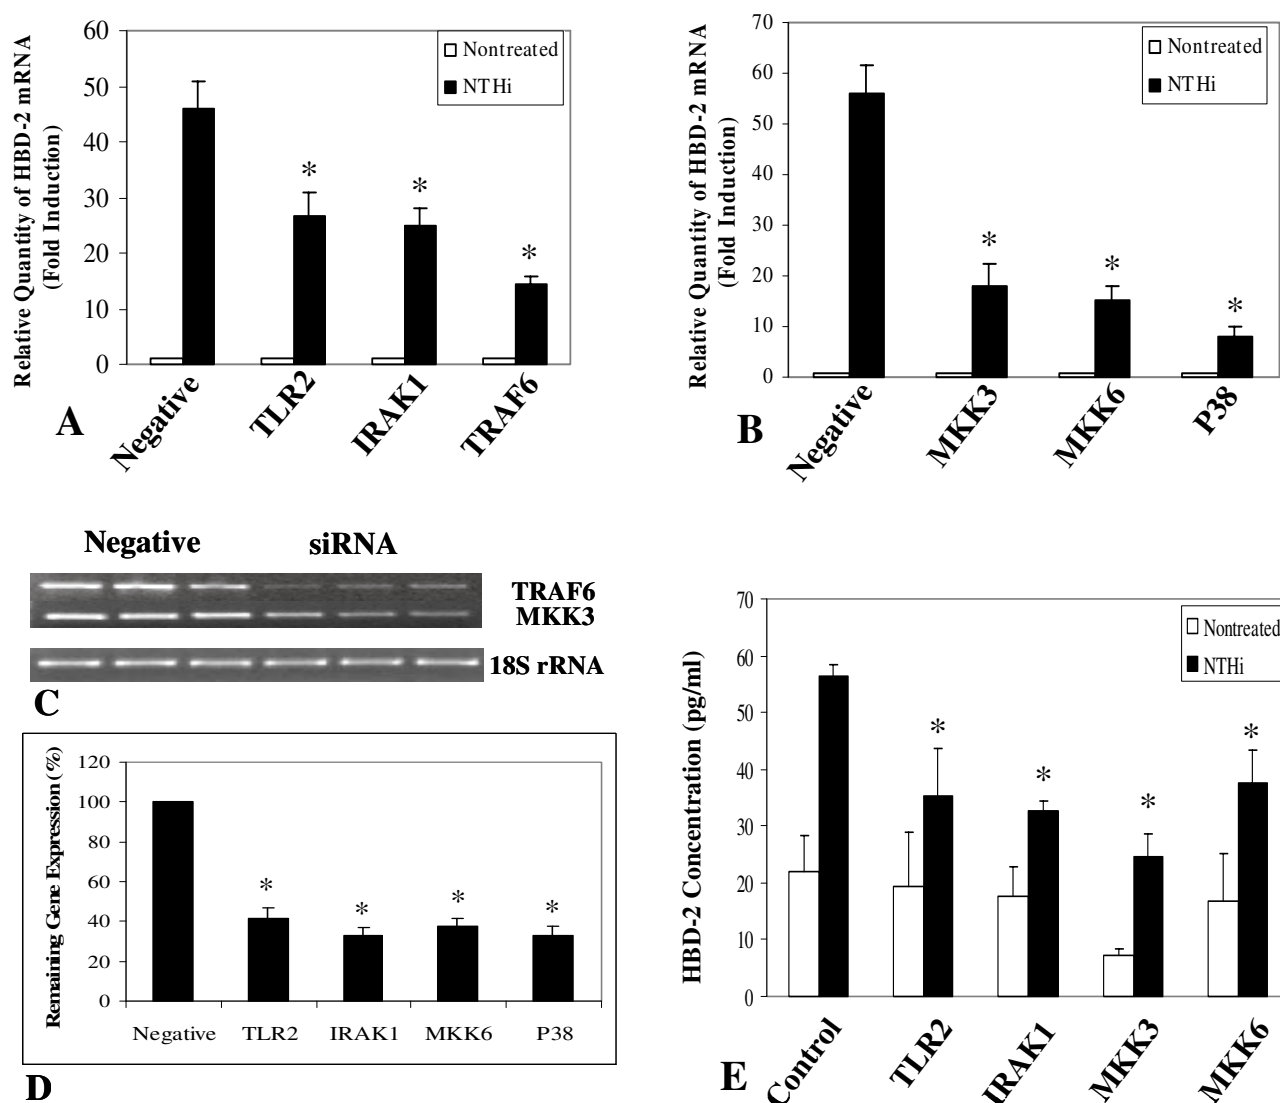 Relative Quantity of HBD-2 mRNA
(Fold Induction)
60
50
40
30
20
10
0
Nontreated
NTHi
*
*
*
Negative
TLR2
IRAK1
TRAF6
A
Relative Quantity of HBD-2 mRNA
(Fold Induction)
70
60
50
40
30
20
10
0
Nontreated
NTHi
*
*
*
Negative
MKK3
MKK6
P38
B
Negative
siRNA
TRAF6
MKK3
18S rRNA
C
Remaining Gene Expression (%)
120
100
80
60
40
20
0
*
*
*
*
Negative
TLR2
IRAK1
MKK6
P38
D
HBD-2 Concentration (pg/ml)
70
60
50
40
30
20
10
0
Nontreated
NTHi
*
*
*
*
Control
TLR2
IRAK1
MKK3
MKK6
E